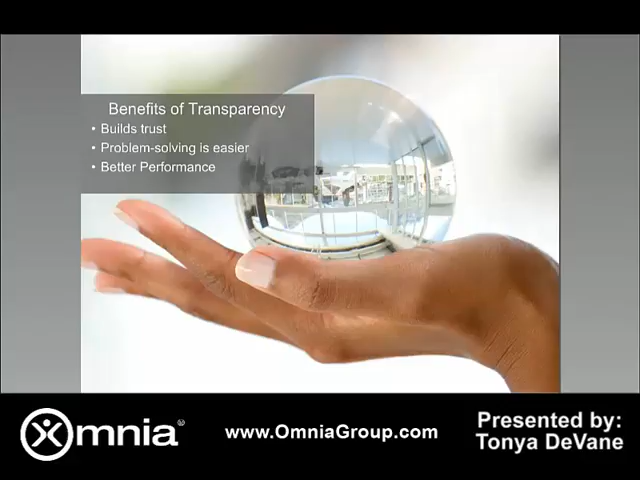 Benefits of Transparency
• Builds trust
• Problem-solving is easier
• Better Performance
Omnia®
www.OmniaGroup.com
Presented by:
Tonya DeVane